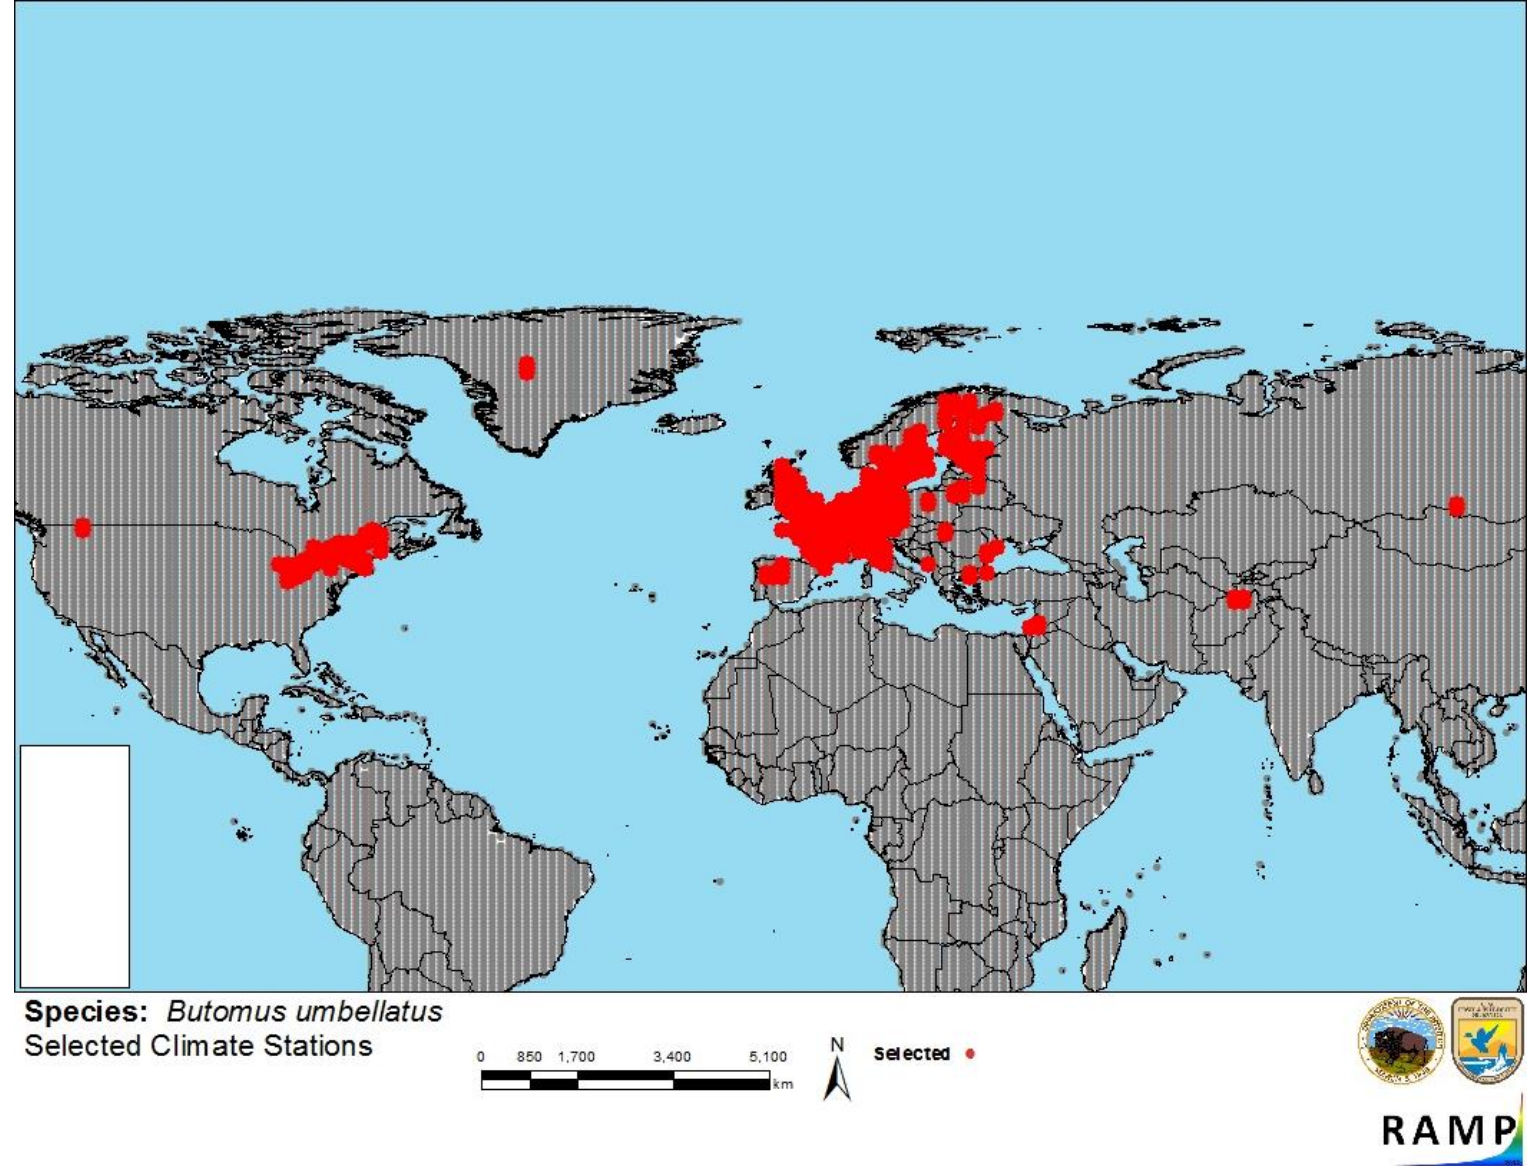 Species: Butomus umbellatus
Selected Climate Stations
0 850 1,700 3,400 5,100
km
N
Selected
RAMP